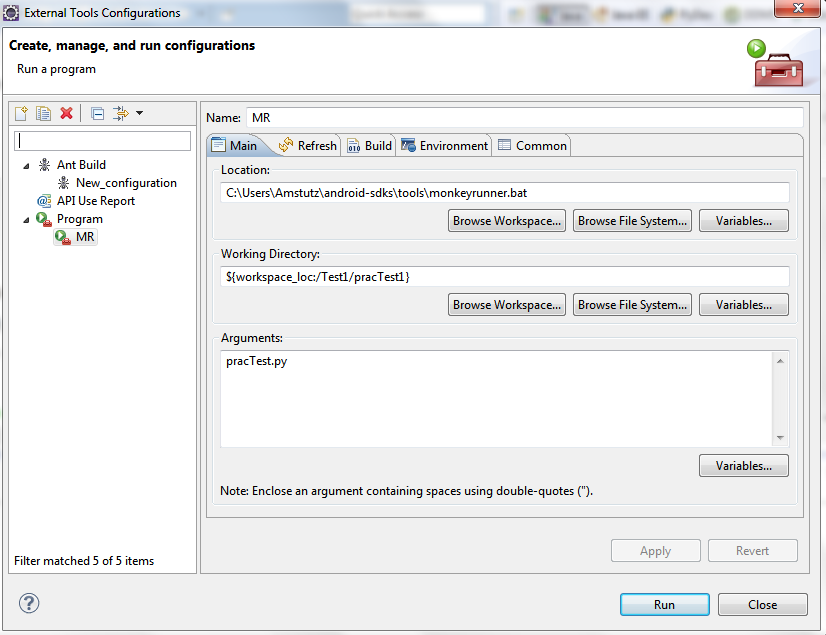 External Tools Configurations
Create, manage, and run configurations
Run a program
Name: MR
Main Refresh Build Environment Common
Ant Build
New_configuration
API Use Report
Program
MR
Filter matched 5 of 5 items
Location:
C:\Users\Amstutz\android-sdks\tools\monkeyrunner.bat
Browse Workspace... Browse File System... Variables...
Working Directory:
${workspace_loc:/Test1/pracTest1}
Browse Workspace... Browse File System... Variables...
Arguments:
pracTest.py
Variables...
Note: Enclose an argument containing spaces using double-quotes (").
Apply Revert
Run Close